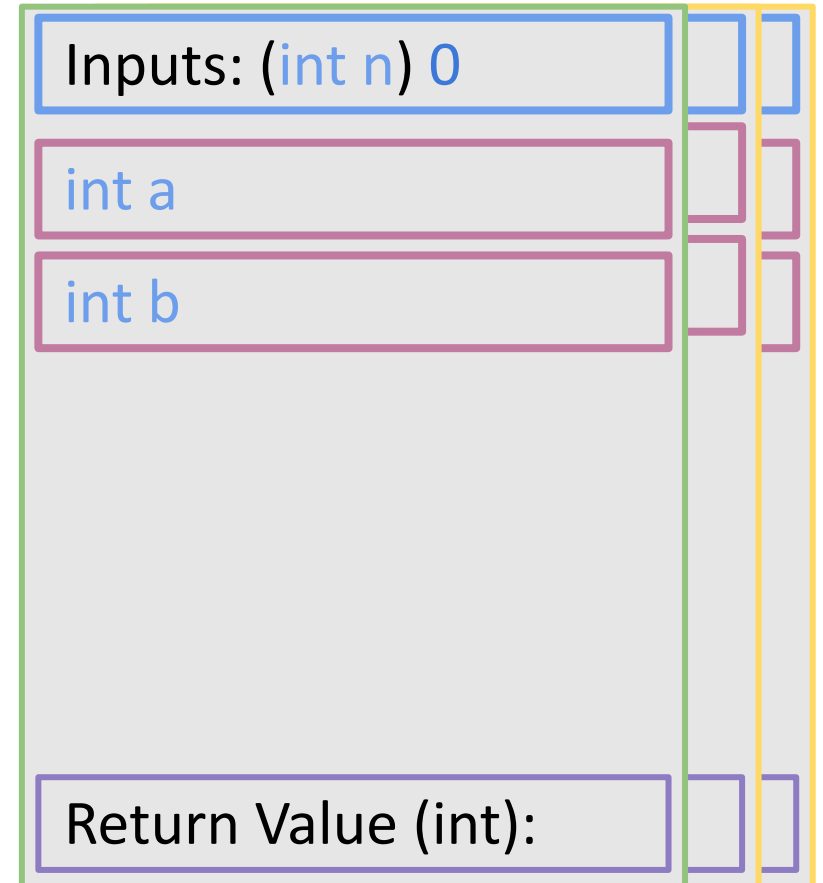 Inputs: (int n) 0
int a
int b
Return Value (int):